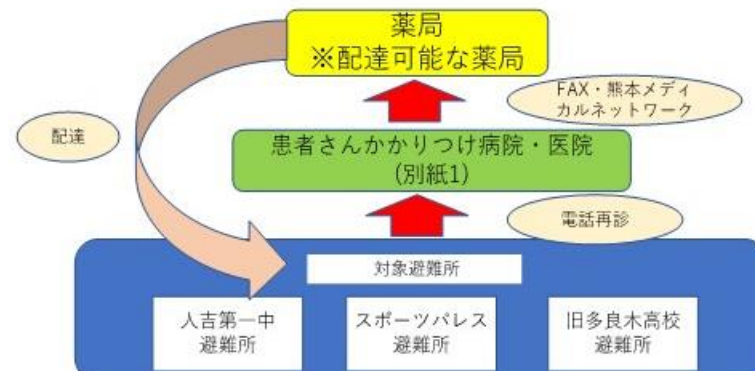 薬局
※配達可能な薬局
FAX・熊本メディ
カルネットワーク
配達
患者さんかかりつけ病院・医院
(別紙1)
電話再診
対象避難所
人吉第一中
避難所
スポーツパレス
避難所
旧多良木高校
避難所